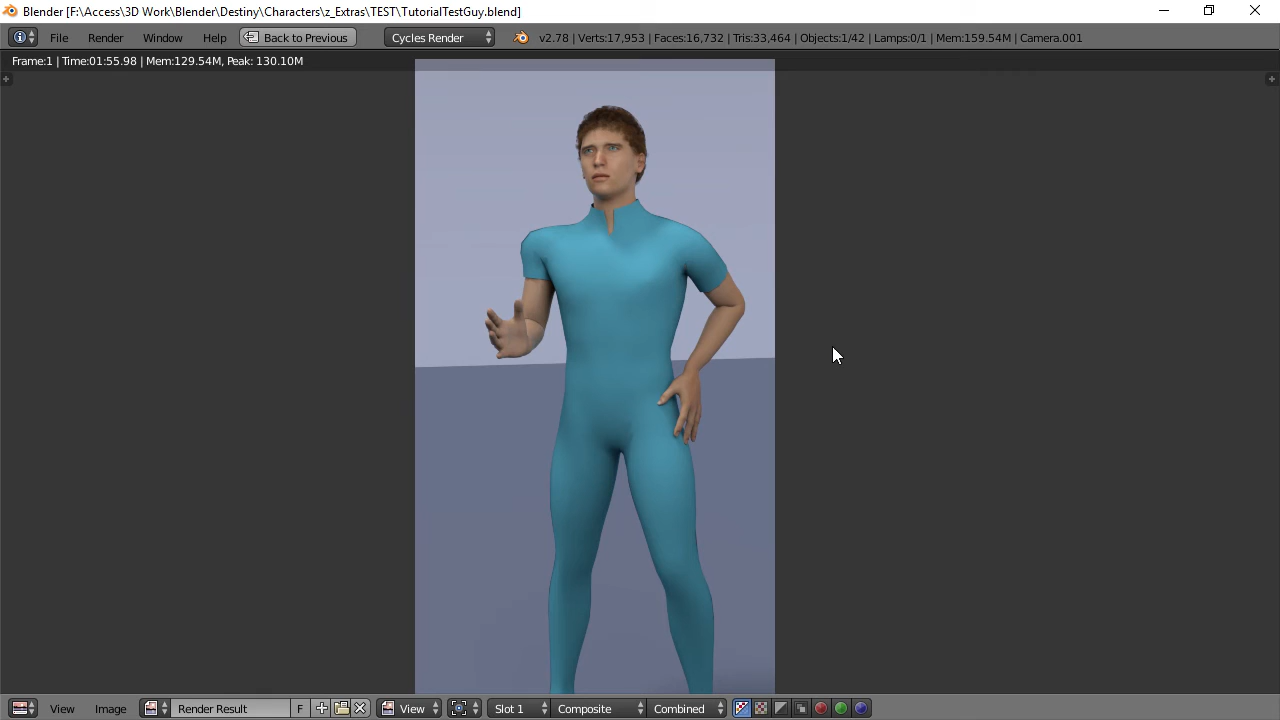 Blender [F:\Access\3D Work\Blender\Destiny\Characters\z_Extras\TEST\TutorialTestGuy.blend]
File Render Window Help Back to Previous Cycles Render v2.78 | Verts:17,953 | Faces:16,732 | Tris:33,464 | Objects:1/42 | Lamps:0/1 | Mem:159.54M | Camera.001
Frame:1 | Time:01:55.98 | Mem:129.54M, Peak: 130.10M
View Image Render Result F View Slot 1 Composite Combined